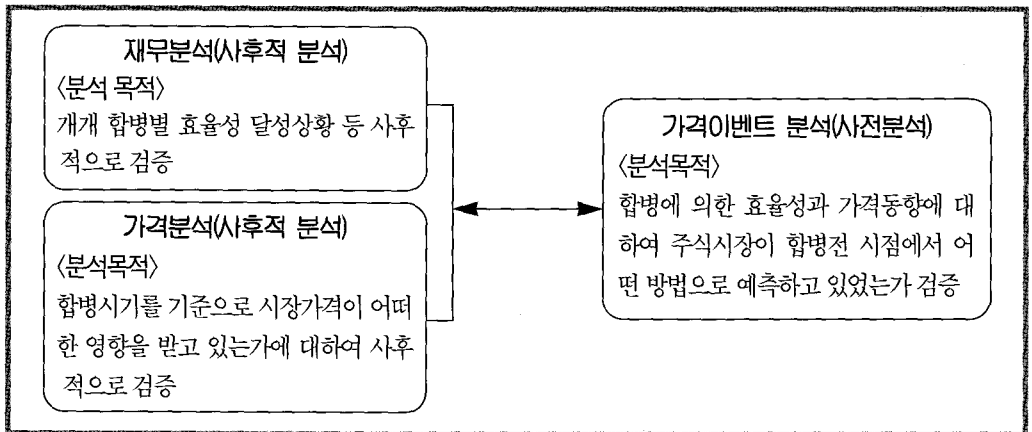 재무분석(사후적 분석)
〈분석 목적〉
개개 합병별 효율성 달성상황 등 사후
적으로 검증
가격분석(사후적 분석)
〈분석목적〉
합병시기를 기준으로 시장가격이 어떠
한 영향을 받고 있는가에 대하여 사후
적으로 검증
가격이벤트 분석(사전분석)
〈분석목적〉
합병에 의한 효율성과 가격동향에 대
하여 주식시장이 합병전 시점에서 어
떤 방법으로 예측하고 있었는가 검증